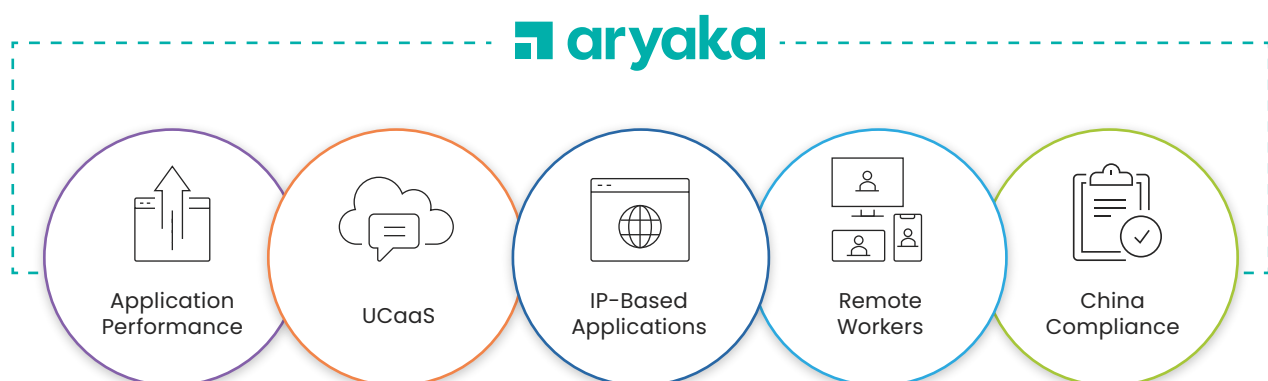 aryaka
Application
Performance
UCaaS
IP-Based
Applications
Remote
Workers
China
Compliance